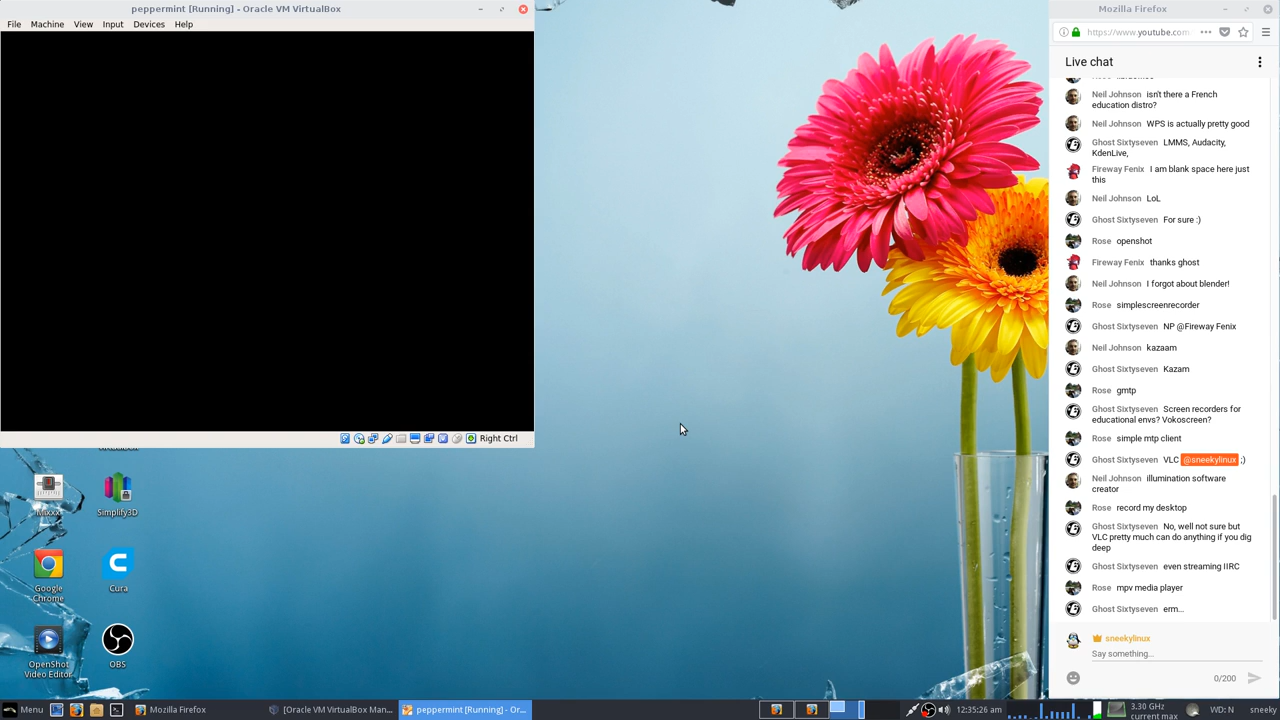 peppermint [Running] - Oracle VM VirtualBox
File Machine View Input Devices Help
Right Ctrl
Mixxx
Simplify3D
Google
Chrome
Cura
OpenShot
Video Editor
OBS
Mozilla Firefox
https://www.youtube.com
Live chat
Neil Johnson isn't there a French
education distro?
Neil Johnson WPS is actually pretty good
Ghost Sixtyseven LMMS, Audacity,
KdenLive,
Fireway Fenix I am blank space here just
this
Neil Johnson LoL
Ghost Sixtyseven For sure :)
Rose openshot
Fireway Fenix thanks ghost
Neil Johnson I forgot about blender!
Rose simplescreenrecorder
Ghost Sixtyseven NP @Fireway Fenix
Neil Johnson kazaam
Ghost Sixtyseven Kazam
Rose gmtp
Ghost Sixtyseven Screen recorders for
educational envs? Vokoscreen?
Rose simple mtp client
Ghost Sixtyseven VLC @sneekylinux ;)
Neil Johnson illumination software
creator
Rose record my desktop
Ghost Sixtyseven No, well not sure but
VLC pretty much can do anything if you dig
deep
Ghost Sixtyseven even streaming IIRC
Rose mpv media player
Ghost Sixtyseven erm...
sneekylinux
Say something...
0/200
Menu
Mozilla Firefox
[Oracle VM VirtualBox Man...
peppermint [Running] - Or...
12:35:26 am
3.30 GHz
current max
WD: N
sneeky